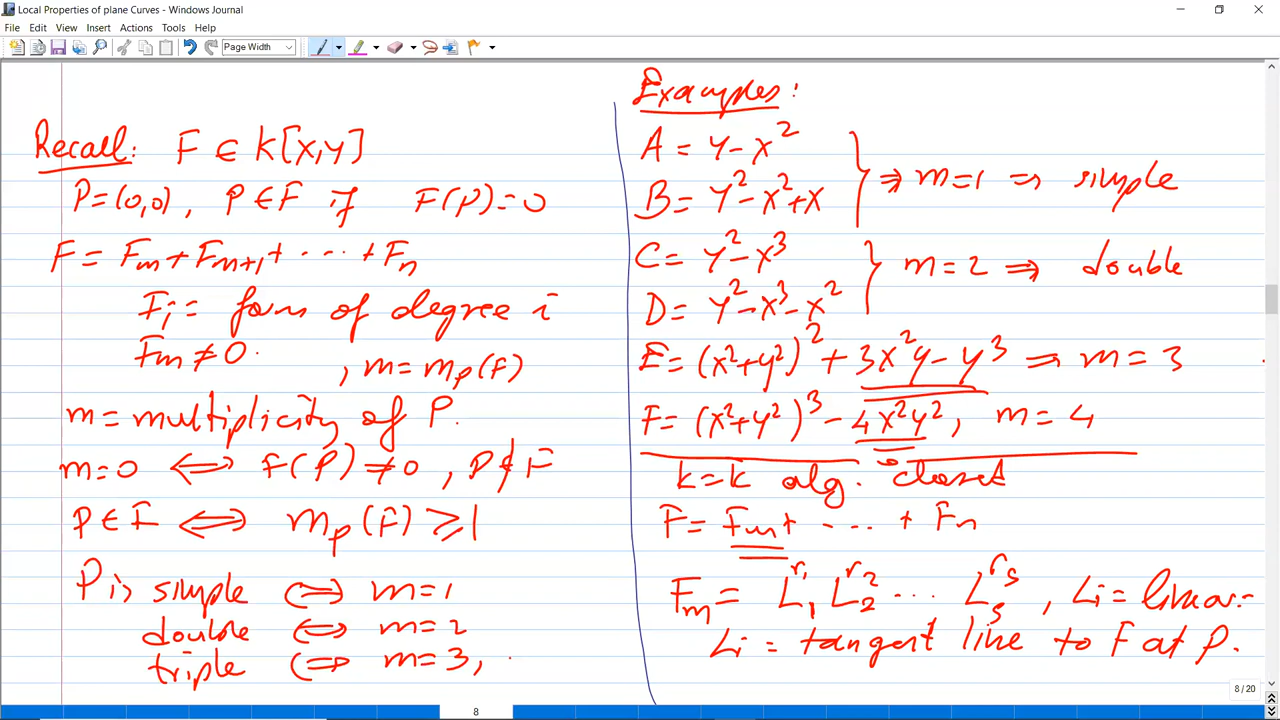 Local Properties of plane Curves - Windows Journal
File Edit View Insert Actions Tools Help
Page Width
Recall: F ∈ k[x,y]
P=(0,0), P∈F if F(P)=0
F = Fm + Fm+1 + ... + Fn
Fi = form of degree i
Fm ≠ 0. , m = mp(F)
m = multiplicity of P.
m=0 ⟺ F(P) ≠ 0, P ∉ F
P∈F ⟺ mp(F) ≥ 1
P is simple ⟺ m=1
double ⟺ m=2
triple ⟺ m=3, .
Examples:
A = y - x²
B = y² - x² + x
⇒ m=1 ⇒ simple
C = y² - x³
D = y² - x³ - x²
m=2 ⇒ double
E = (x²+y²)² + 3x²y - y³ ⇒ m=3
F = (x²+y²)³ - 4x²y², m=4
k=k̄ alg. closed
F = Fm + ... + Fn
Fm = L₁^r₁ L₂^r₂ ... Ls^rs, Li = linear.
Li = tangent line to F at P.
8 / 20
8